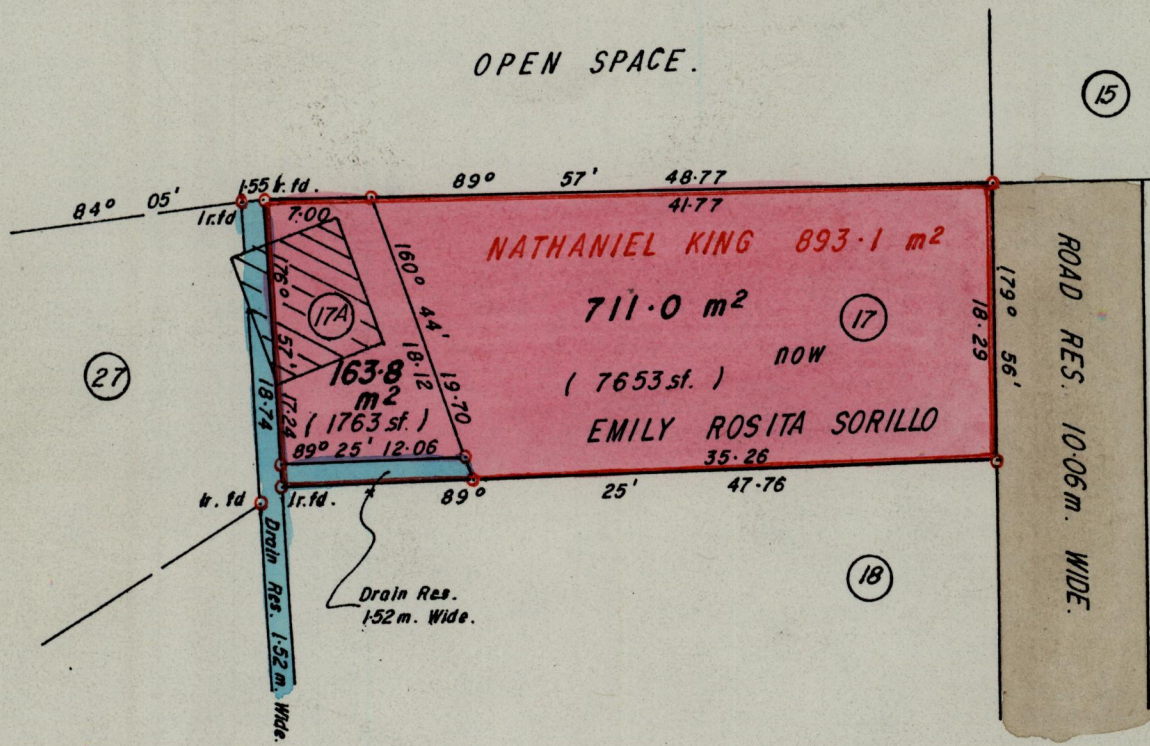 OPEN SPACE.
15
84° 05'
1·55 Ir. fd.
89° 57' 48·77
Ir.fd
7·00
41·77
NATHANIEL KING 893·1 m²
160° 44'
18·12
19·70
176° 57'
17·24
18·74
17A
711·0 m²
17
now
179° 56'
18·29
ROAD RES. 10·06m. WIDE.
27
163·8
m²
( 1763 sf. )
( 7653 sf. )
EMILY ROSITA SORILLO
89° 25' 12·06
35·26
89° 25' 47·76
Ir. fd
Ir.fd.
Drain Res. 1·52 m. Wide.
Drain Res.
1·52 m. Wide.
18